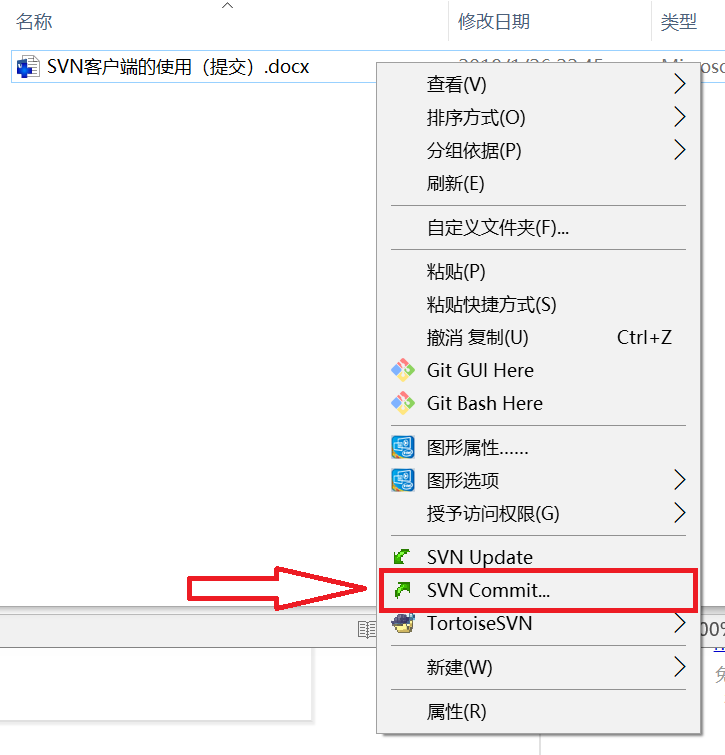 名称 修改日期 类型
SVN客户端的使用（提交）.docx
查看(V)
排序方式(O)
分组依据(P)
刷新(E)
自定义文件夹(F)...
粘贴(P)
粘贴快捷方式(S)
撤消 复制(U) Ctrl+Z
Git GUI Here
Git Bash Here
图形属性......
图形选项
授予访问权限(G)
SVN Update
SVN Commit...
TortoiseSVN
新建(W)
属性(R)